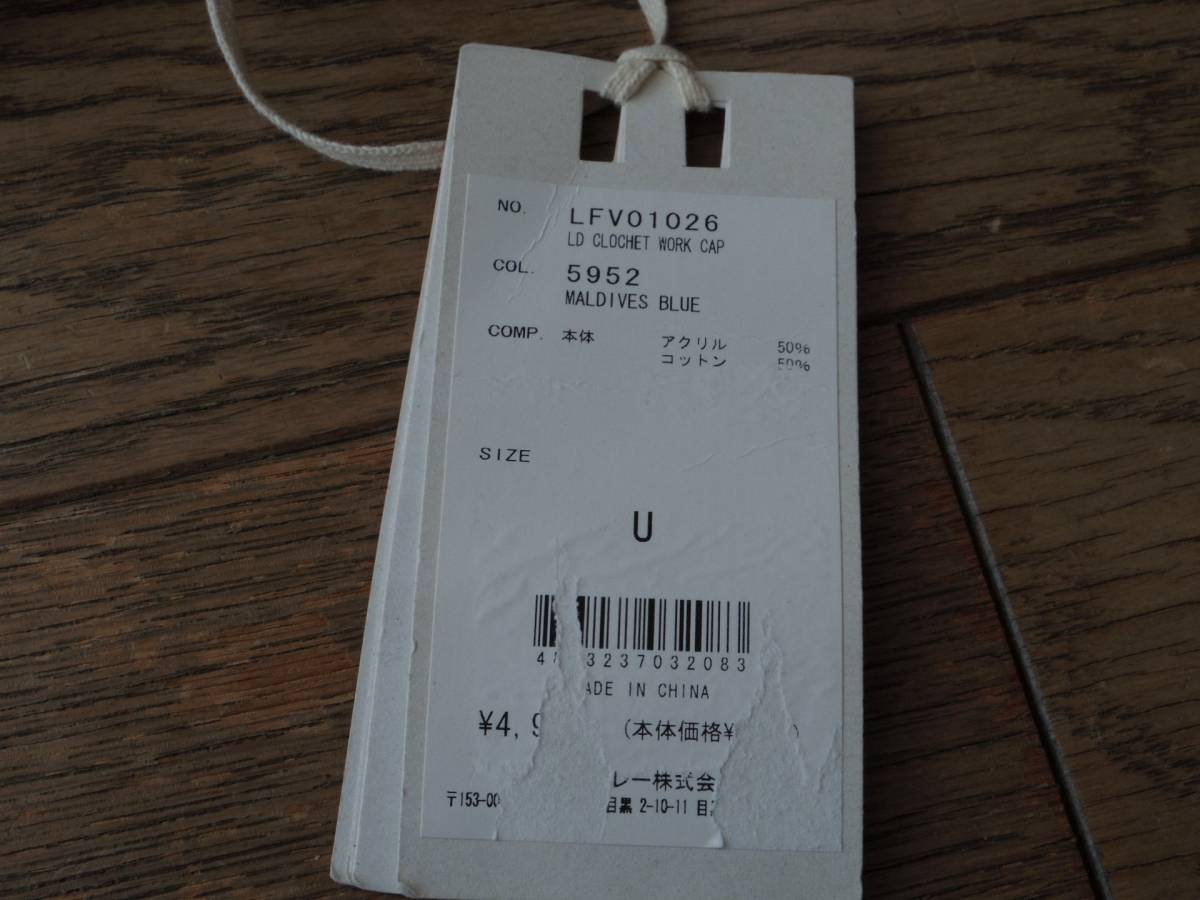 NO. LFV01026
LD CLOCHET WORK CAP
COL. 5952
MALDIVES BLUE
COMP. 本体 アクリル 50%
コットン 50%
SIZE
U
3237032083
ADE IN CHINA
¥4, (本体価格¥ )
レー株式会
〒153-00 目黒 2-10-11 目